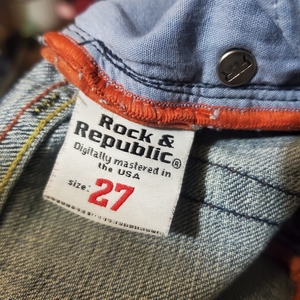 Rock &
Republic®
Digitally mastered in
the USA
size: 27